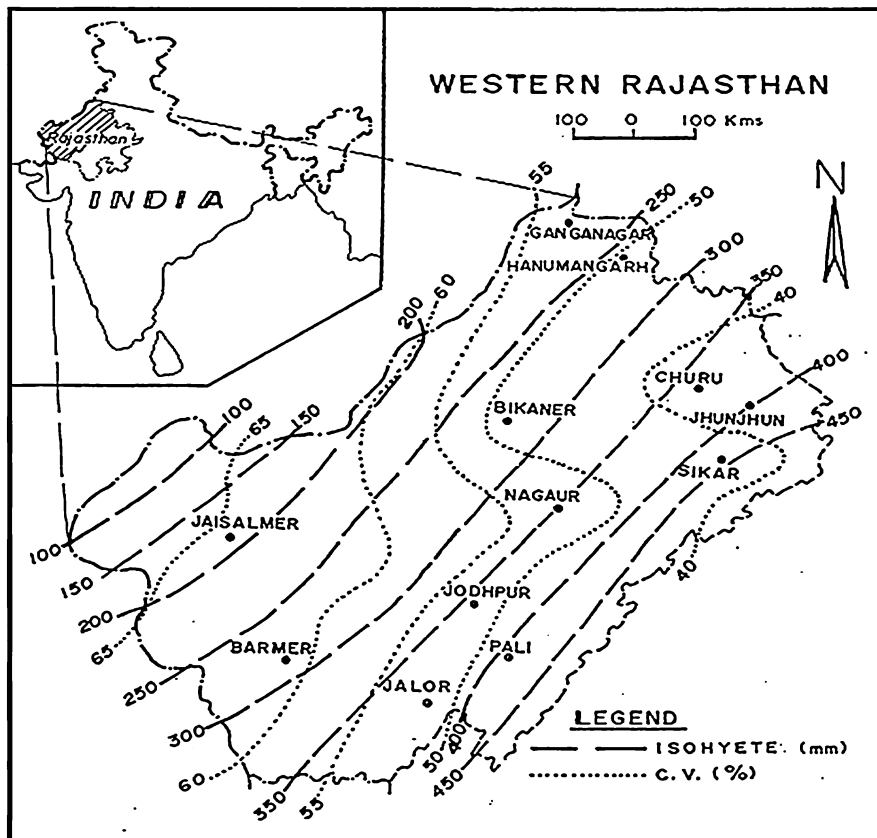 WESTERN RAJASTHAN
100 0 100 Kms
N
Rajasthan
INDIA
55
250
50
GANGANAGAR
HANUMANGARH
300
350
40
200
60
400
CHURU
JHUNJHUN
450
100
65
150
BIKANER
SIKAR
NAGAUR
JAISALMER
100
150
40
JODHPUR
200
65
BARMER
PALI
250
JALOR
300
LEGEND
ISOHYETE (mm)
C.V. (%)
60
350
55
50
400
450